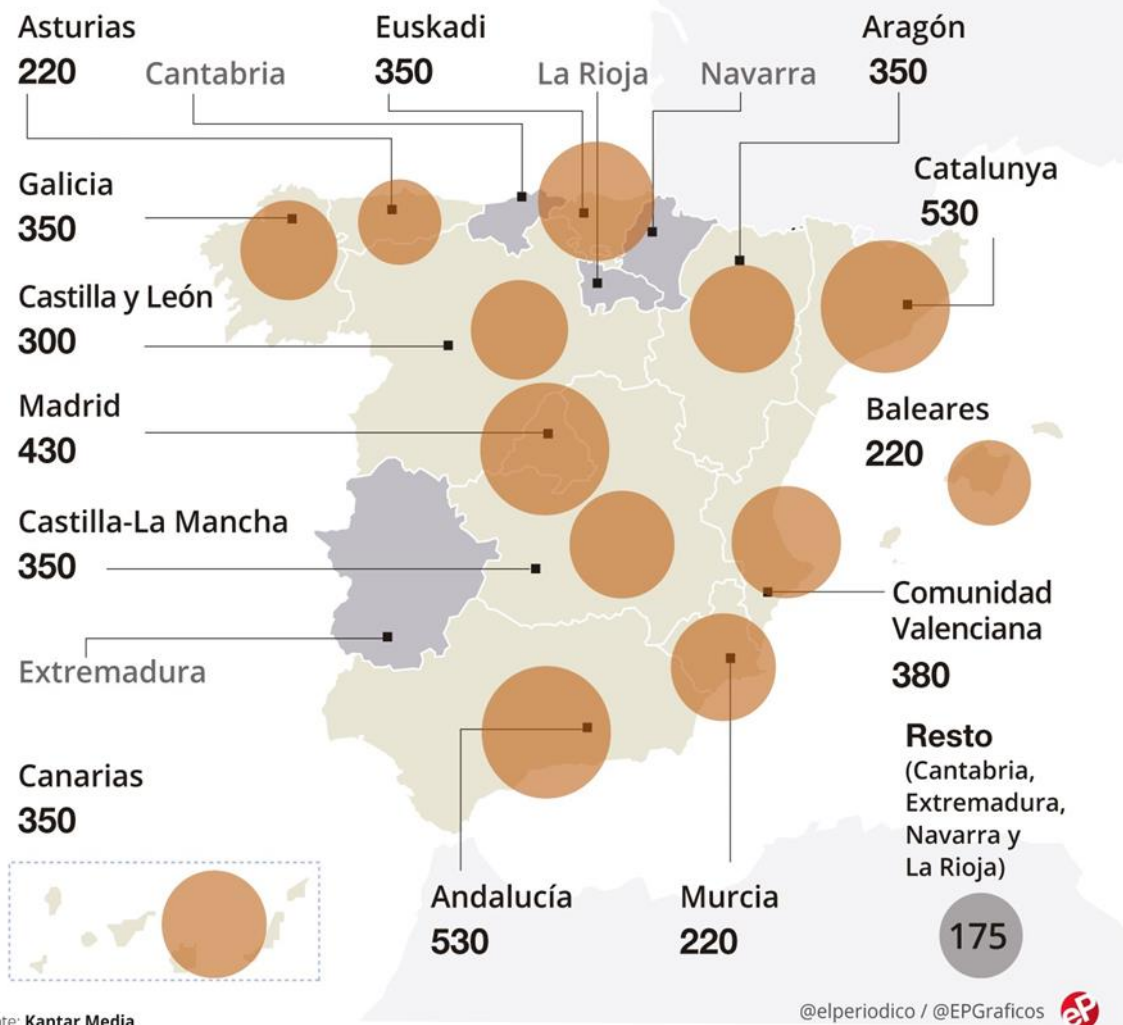 Asturias
220
Cantabria
Euskadi
350
La Rioja
Navarra
Aragón
350
Galicia
350
Catalunya
530
Castilla y León
300
Madrid
430
Baleares
220
Castilla-La Mancha
350
Comunidad
Valenciana
380
Extremadura
Resto
(Cantabria,
Extremadura,
Navarra y
La Rioja)
175
Canarias
350
Andalucía
530
Murcia
220
Kantar Media
@elperiodico / @EPGraficos
eP